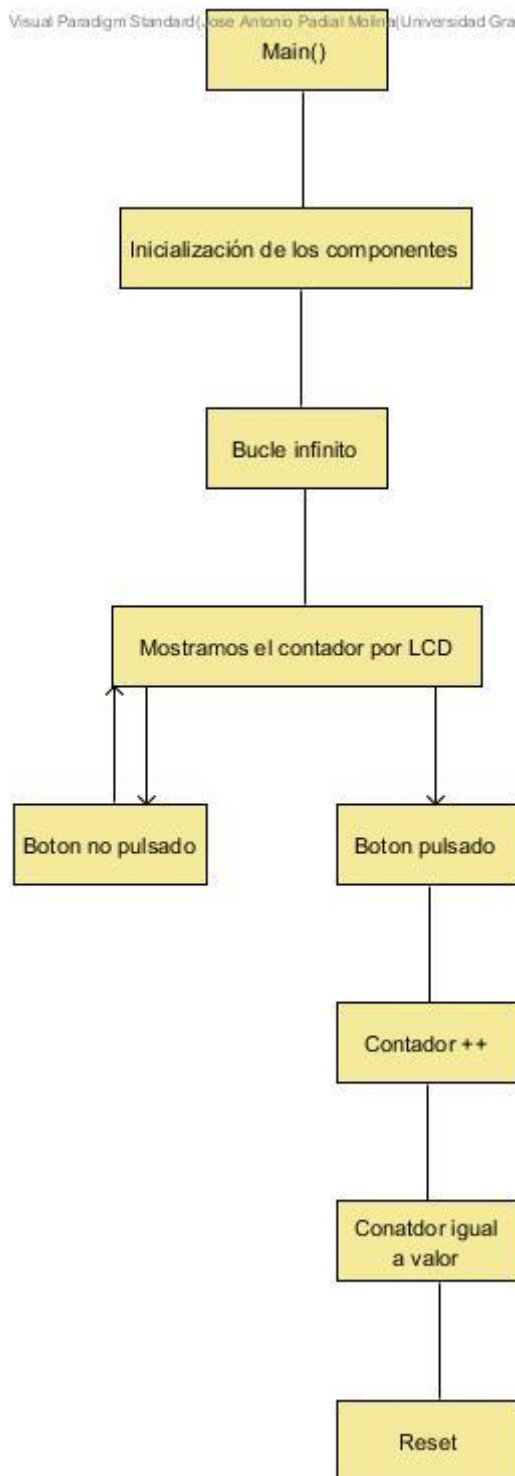 Visual Paradigm Standard(Jose Antonio Padial Molina(Universidad Gra
Main()
Inicialización de los componentes
Bucle infinito
Mostramos el contador por LCD
Boton no pulsado
Boton pulsado
Contador ++
Conatdor igual
a valor
Reset